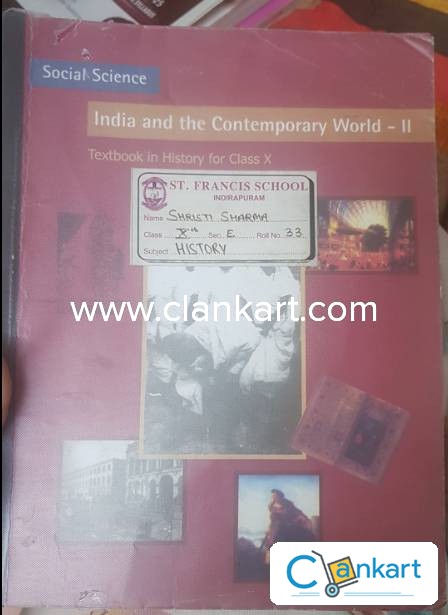 Social Science
India and the Contemporary World - II
Textbook in History for Class X
ST. FRANCIS SCHOOL
INDIRAPURAM
Name SHRISTI SHARMA
Class Xth Sec. E Roll No. 33
Subject HISTORY
www.clankart.com
Clankart